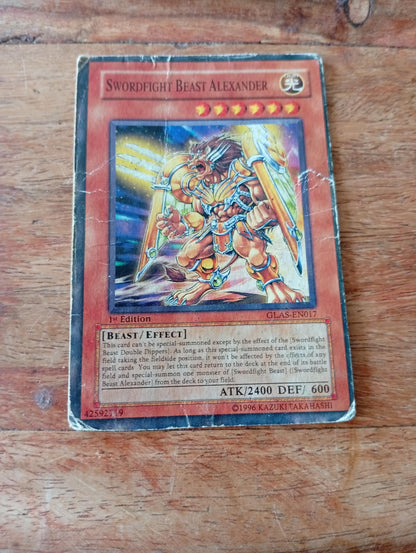 SWORDFIGHT BEAST ALEXANDER
光
1st Edition
GLAS-EN017
[BEAST / EFFECT]
This card can't be special-summoned except by the effect of the [Swordfight
Beast Double Dippers]. As long as this special-summoned card exists in the
field taking the fieldside position, it won't be affected by the effects of any
spell cards. You may let this card return to the deck at the end of its battle
field and special-summon one monster of [Swordfight Beast] ([Swordfight
Beast Alexander] from the deck to your field.
ATK/2400 DEF/ 600
©1996 KAZUKI TAKAHASHI